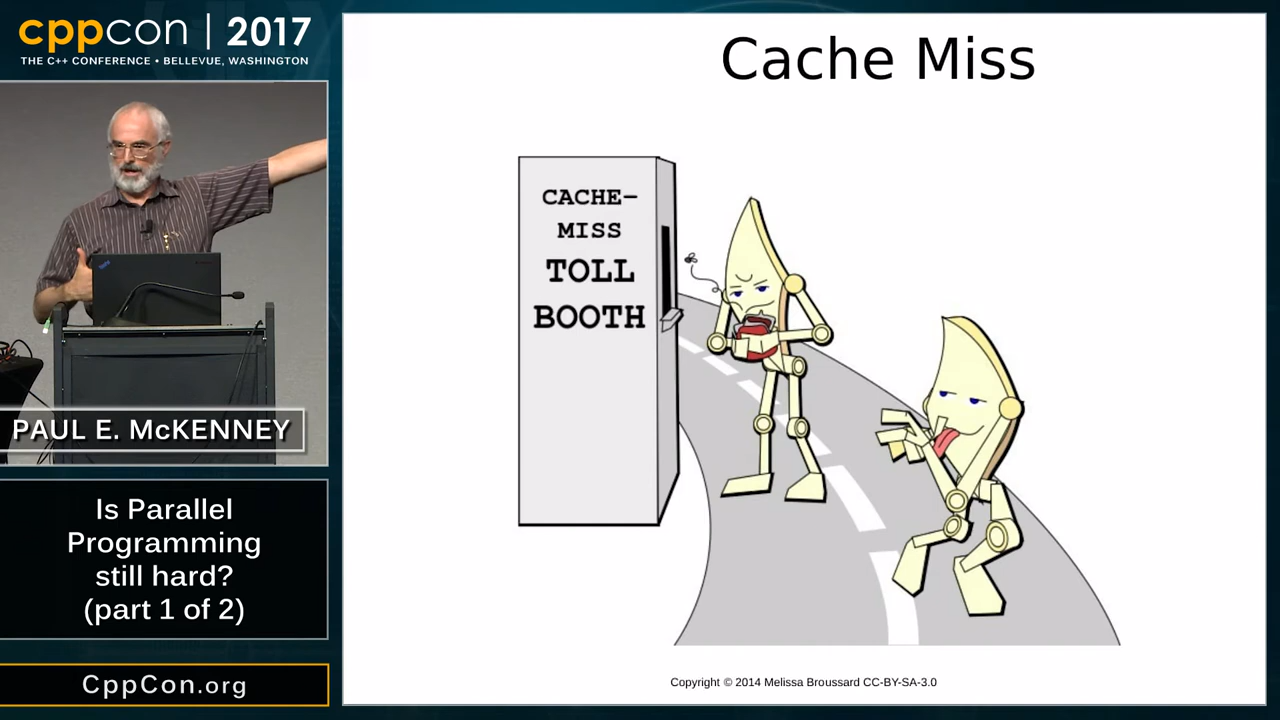 cppcon | 2017
THE C++ CONFERENCE • BELLEVUE, WASHINGTON
PAUL E. McKENNEY
Is Parallel
Programming
still hard?
(part 1 of 2)
CppCon.org
Cache Miss
CACHE–
MISS
TOLL
BOOTH
Copyright © 2014 Melissa Broussard CC-BY-SA-3.0